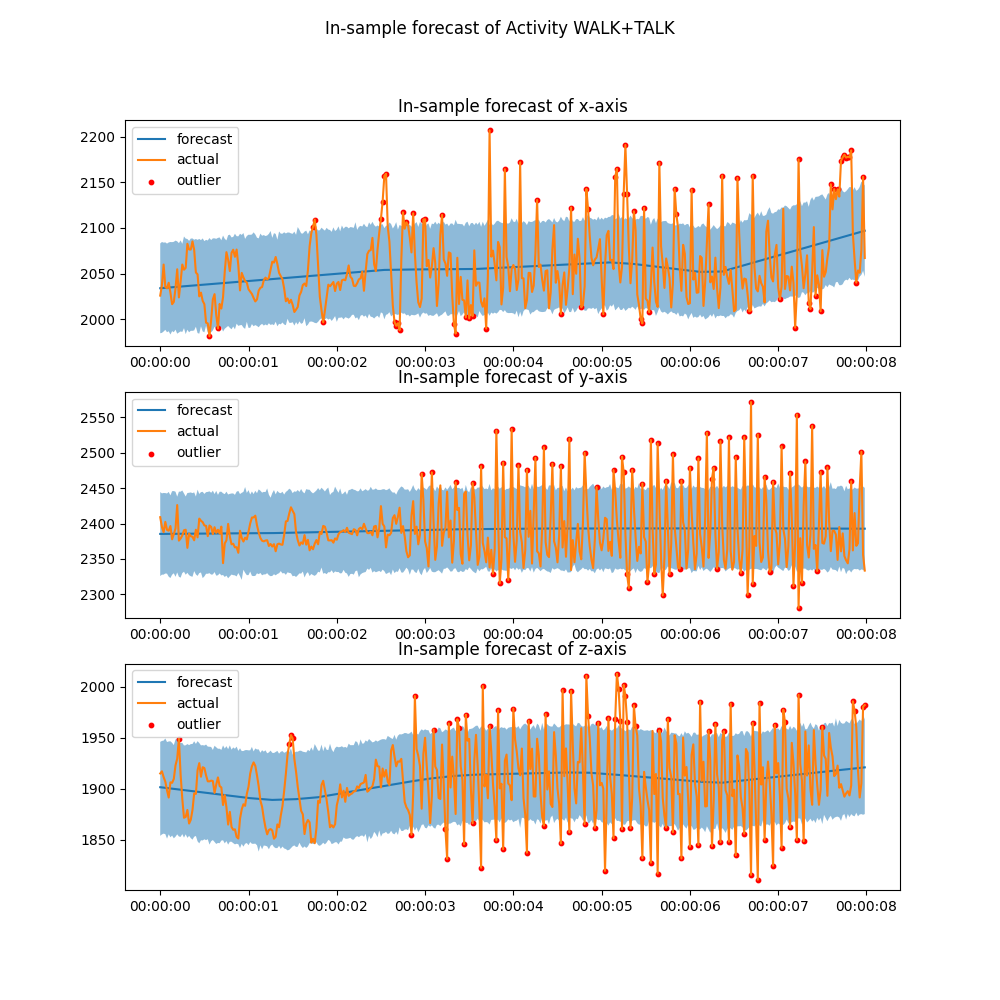 In-sample forecast of Activity WALK+TALK
In-sample forecast of x-axis
forecast
actual
outlier
2200
2150
2100
2050
2000
00:00:00 00:00:01 00:00:02 00:00:03 00:00:04 00:00:05 00:00:06 00:00:07 00:00:08
In-sample forecast of y-axis
forecast
actual
outlier
2550
2500
2450
2400
2350
2300
00:00:00 00:00:01 00:00:02 00:00:03 00:00:04 00:00:05 00:00:06 00:00:07 00:00:08
In-sample forecast of z-axis
forecast
actual
outlier
2000
1950
1900
1850
00:00:00 00:00:01 00:00:02 00:00:03 00:00:04 00:00:05 00:00:06 00:00:07 00:00:08